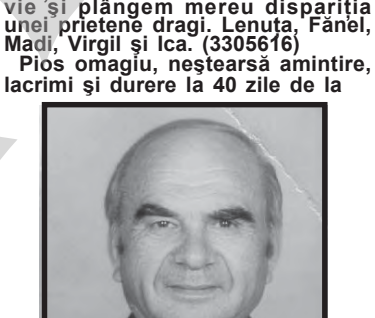 vie şi plângem mereu dispariţia
unei prietene dragi. Lenuţa, Fănel,
Madi, Virgil şi Ica. (3305616)
Pios omagiu, neştearsă amintire,
lacrimi şi durere la 40 zile de la